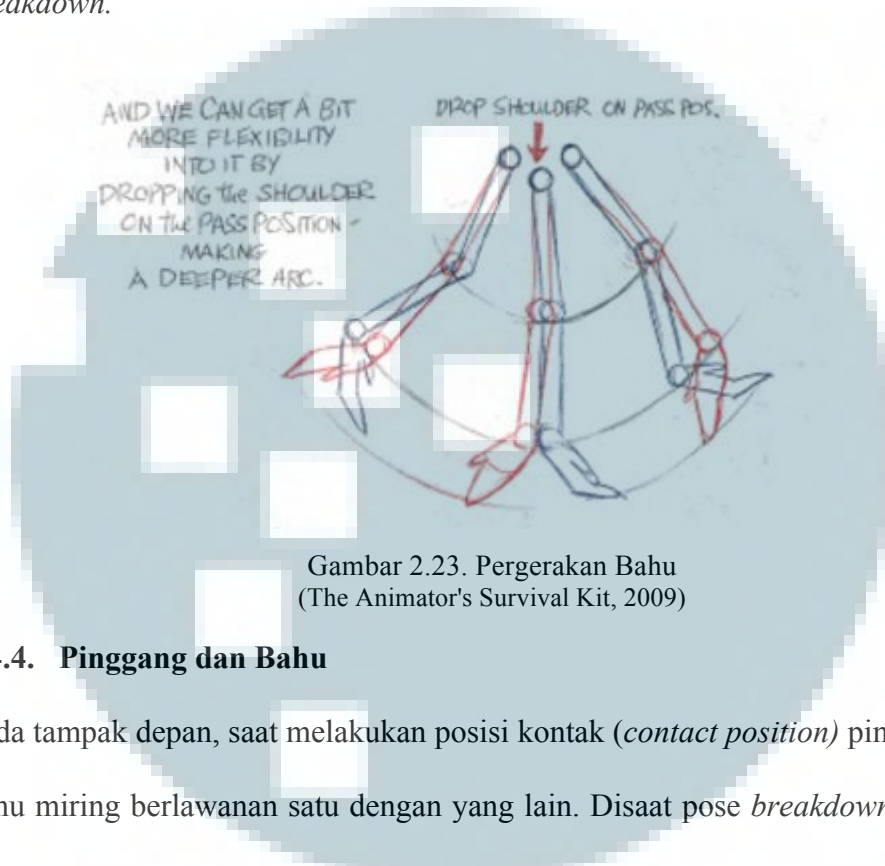 eakdown.
AND WE CAN GET A BIT
MORE FLEXIBILITY
INTO IT BY
DROPPING the SHOULDER
ON the PASS POSITION -
MAKING
A DEEPER ARC.
DROP SHOULDER ON PASS POS.
Gambar 2.23. Pergerakan Bahu
(The Animator's Survival Kit, 2009)
.4. Pinggang dan Bahu
da tampak depan, saat melakukan posisi kontak (contact position) pin
u miring berlawanan satu dengan yang lain. Disaat pose breakdown